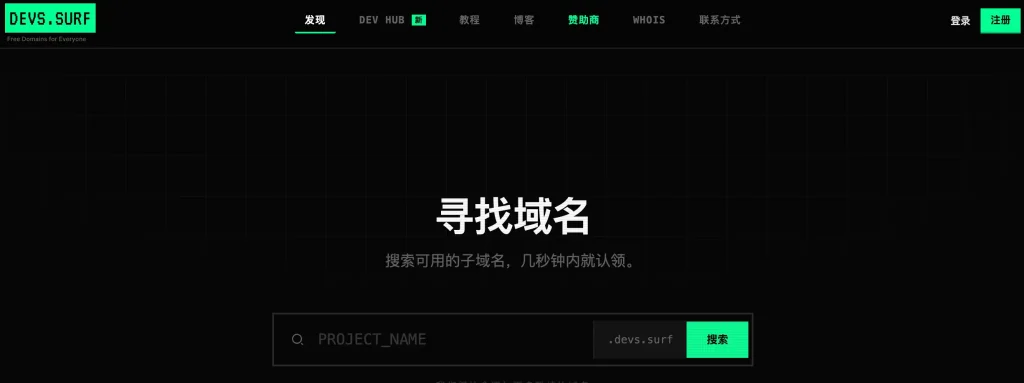 DEVS.SURF
Free Domains for Everyone
发现
DEV HUB 新
教程
博客
赞助商
WHOIS
联系方式
登录
注册
寻找域名
搜索可用的子域名，几秒钟内就认领。
PROJECT_NAME
.devs.surf
搜索